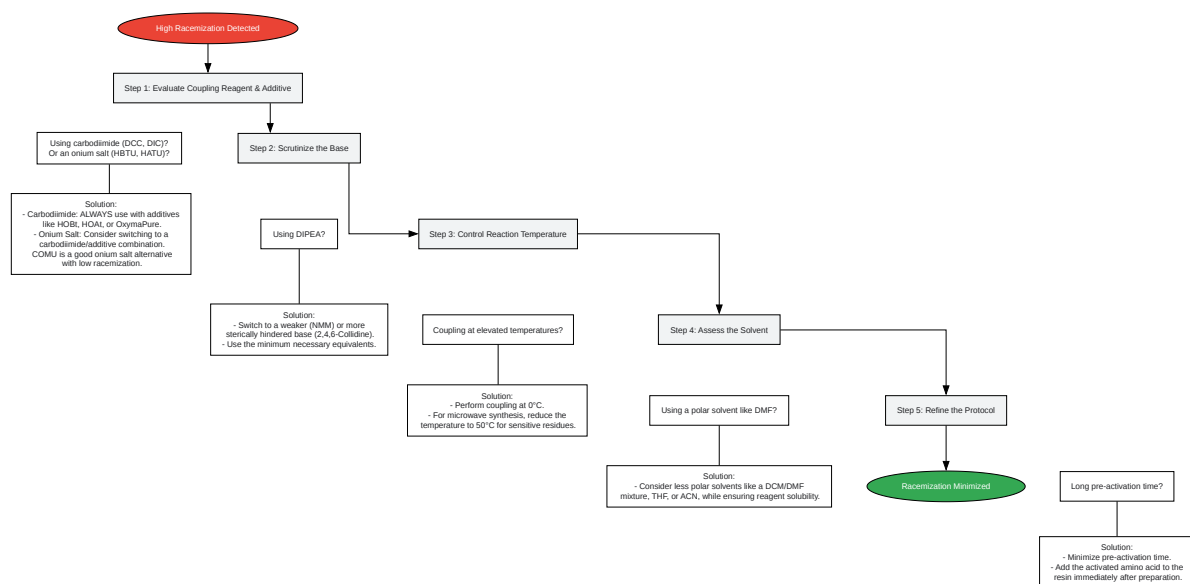 High Racemization Detected
Step 1: Evaluate Coupling Reagent & Additive
Using carbodiimide (DCC, DIC)?
Or an onium salt (HBTU, HATU)?
Solution:
- Carbodiimide: ALWAYS use with additives
like HOBt, HOAt, or OxymaPure.
- Onium Salt: Consider switching to a
carbodiimide/additive combination.
COMU is a good onium salt alternative
with low racemization.
Step 2: Scrutinize the Base
Using DIPEA?
Solution:
- Switch to a weaker (NMM) or more
sterically hindered base (2,4,6-Collidine).
- Use the minimum necessary equivalents.
Step 3: Control Reaction Temperature
Coupling at elevated temperatures?
Solution:
- Perform coupling at 0°C.
- For microwave synthesis, reduce the
temperature to 50°C for sensitive residues.
Step 4: Assess the Solvent
Using a polar solvent like DMF?
Solution:
- Consider less polar solvents like a DCM/DMF
mixture, THF, or ACN, while ensuring reagent solubility.
Step 5: Refine the Protocol
Racemization Minimized
Long pre-activation time?
Solution:
- Minimize pre-activation time.
- Add the activated amino acid to the
resin immediately after preparation.